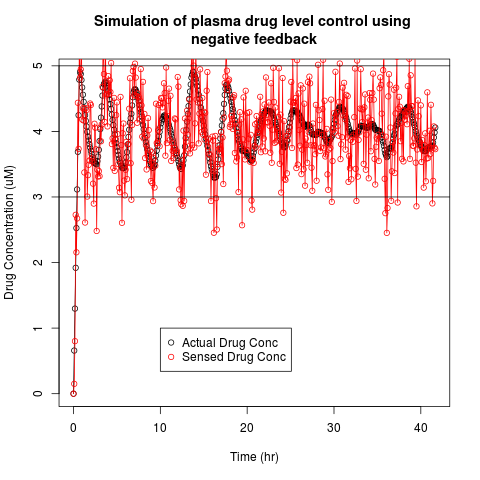 Simulation of plasma drug level control using
negative feedback
Drug Concentration (uM)
5
4
3
2
1
0
Actual Drug Conc
Sensed Drug Conc
0 10 20 30 40
Time (hr)